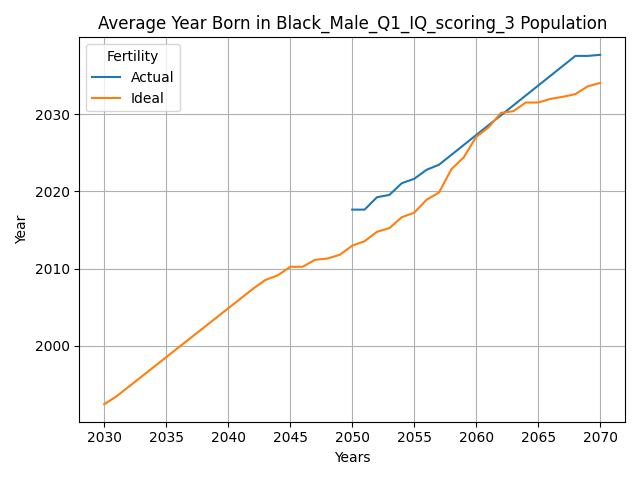 Average Year Born in Black_Male_Q1_IQ_scoring_3 Population
Fertility
Actual
Ideal
Year
2030
2020
2010
2000
2030 2035 2040 2045 2050 2055 2060 2065 2070
Years